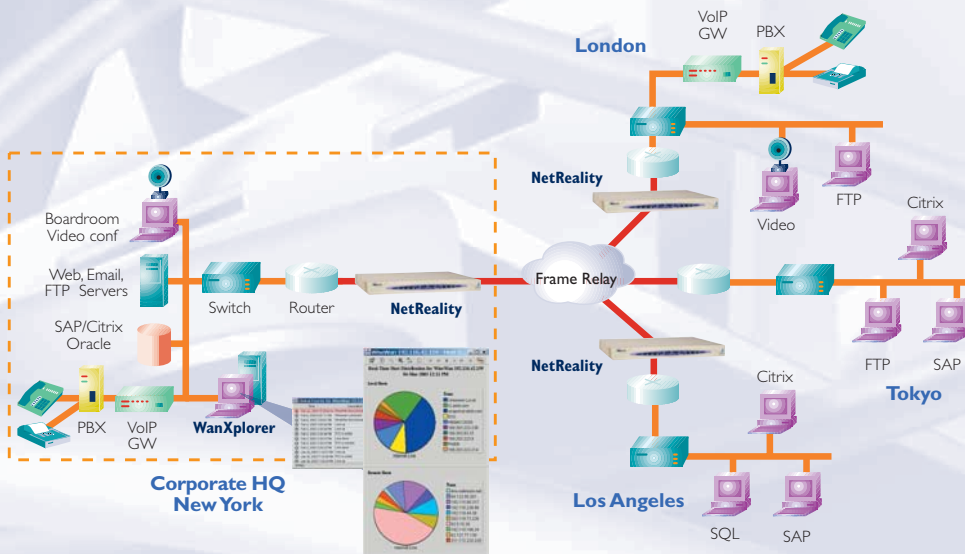 VoIP
GW
PBX
London
NetReality
Video
FTP
Citrix
Boardroom
Video conf
Web, Email,
FTP Servers
SAP/Citrix
Oracle
Switch
Router
NetReality
Frame Relay
FTP
SAP
Tokyo
NetReality
Citrix
PBX
VoIP
GW
WanXplorer
Corporate HQ
New York
Los Angeles
SQL
SAP